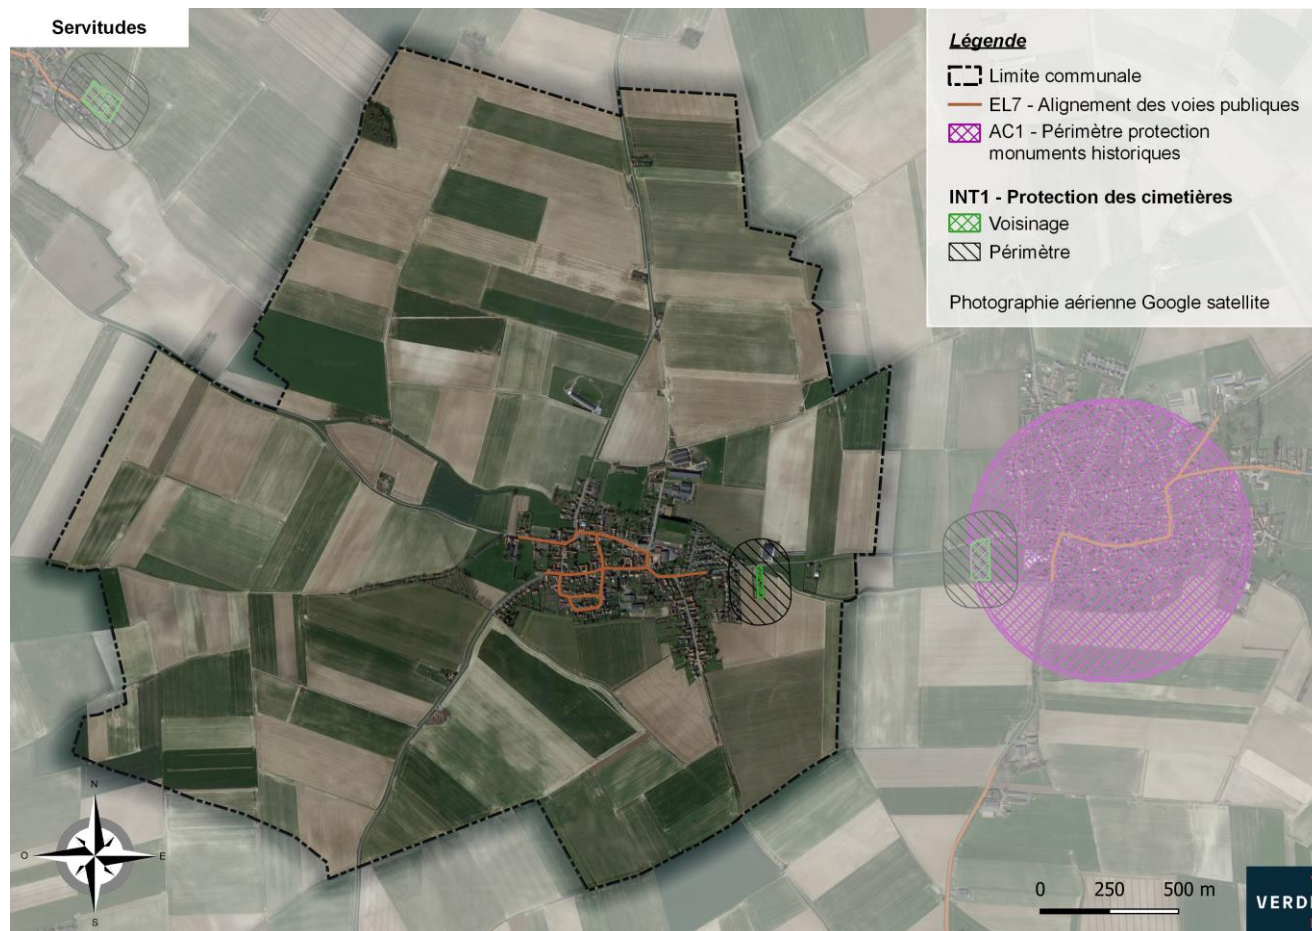 Servitudes
Légende
Limite communale
EL7 - Alignement des voies publiques
AC1 - Périmètre protection
monuments historiques
INT1 - Protection des cimetières
Voisinage
Périmètre
Photographie aérienne Google satellite
N
O
E
S
0 250 500 m
VERDI